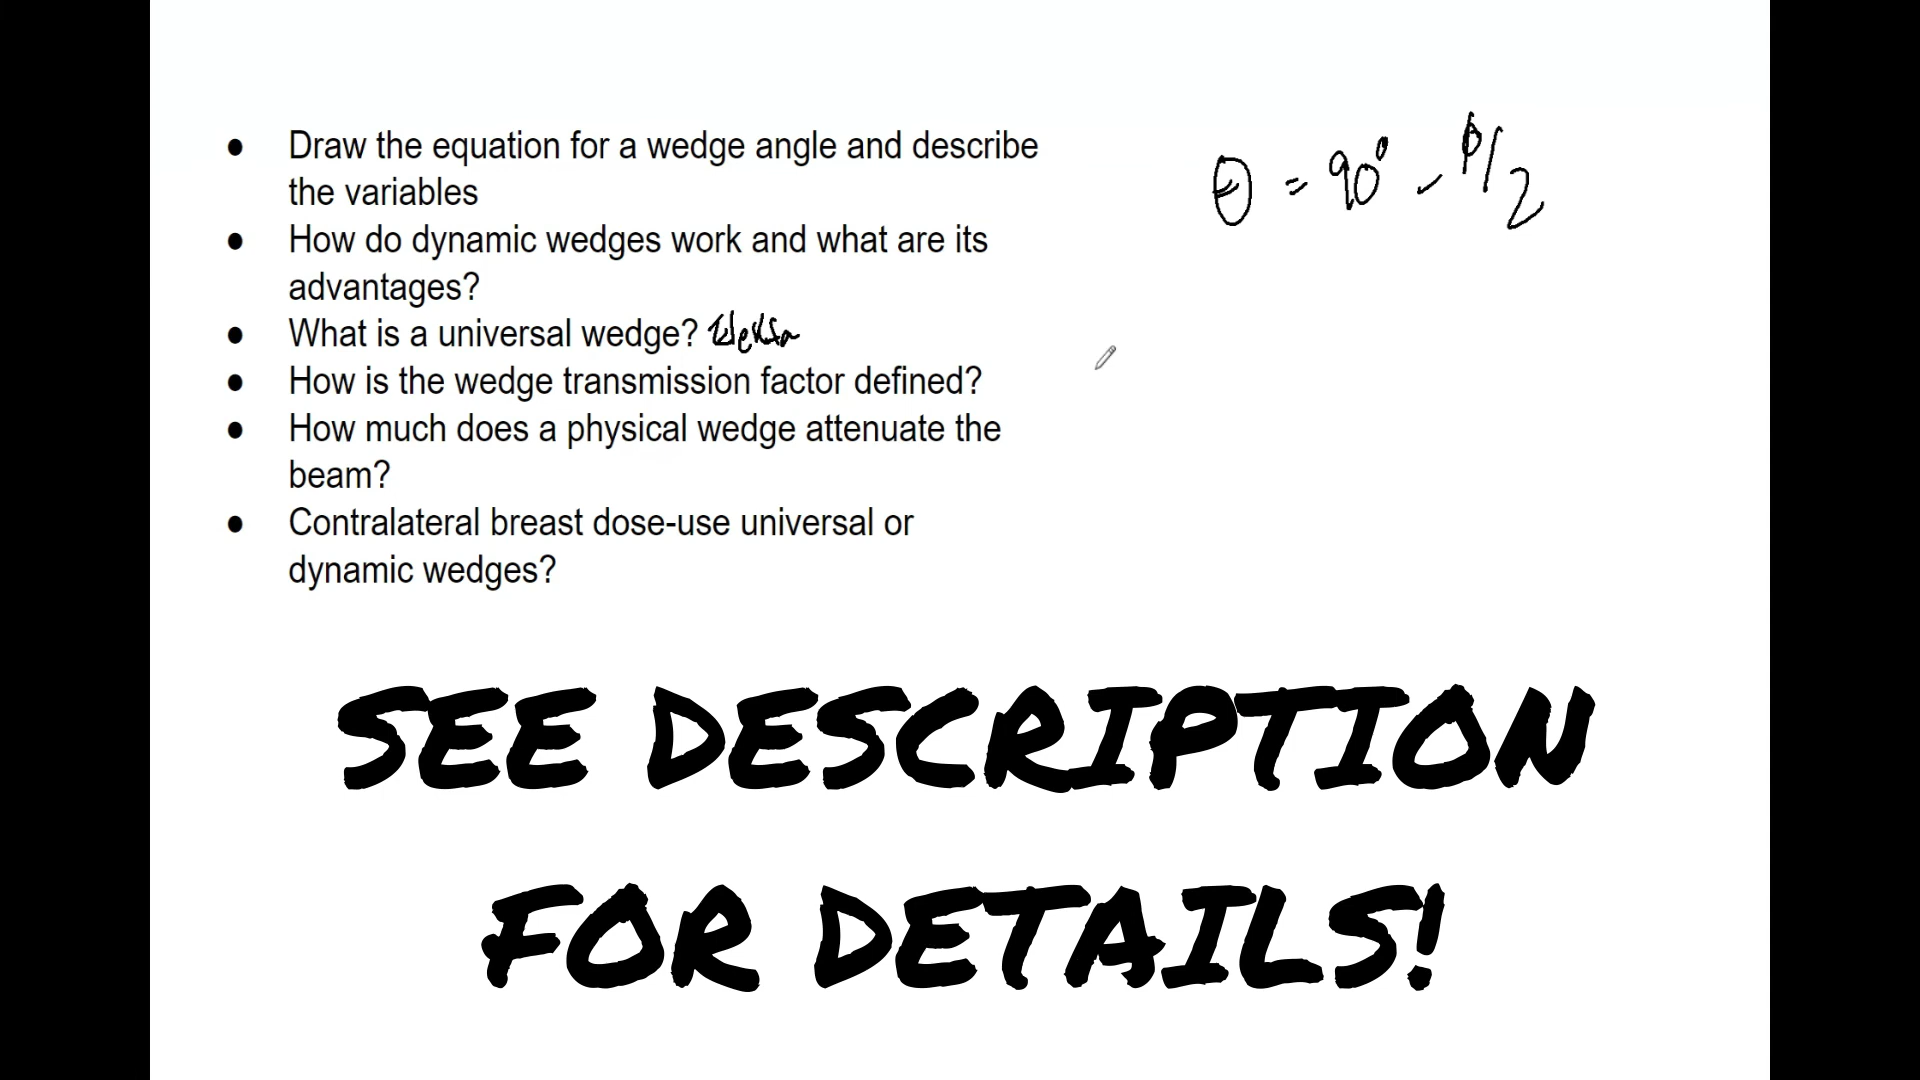 ● Draw the equation for a wedge angle and describe
the variables
θ = 90° - φ/2
● How do dynamic wedges work and what are its
advantages?
● What is a universal wedge? Elekta
● How is the wedge transmission factor defined?
● How much does a physical wedge attenuate the
beam?
● Contralateral breast dose-use universal or
dynamic wedges?
SEE DESCRIPTION
FOR DETAILS!